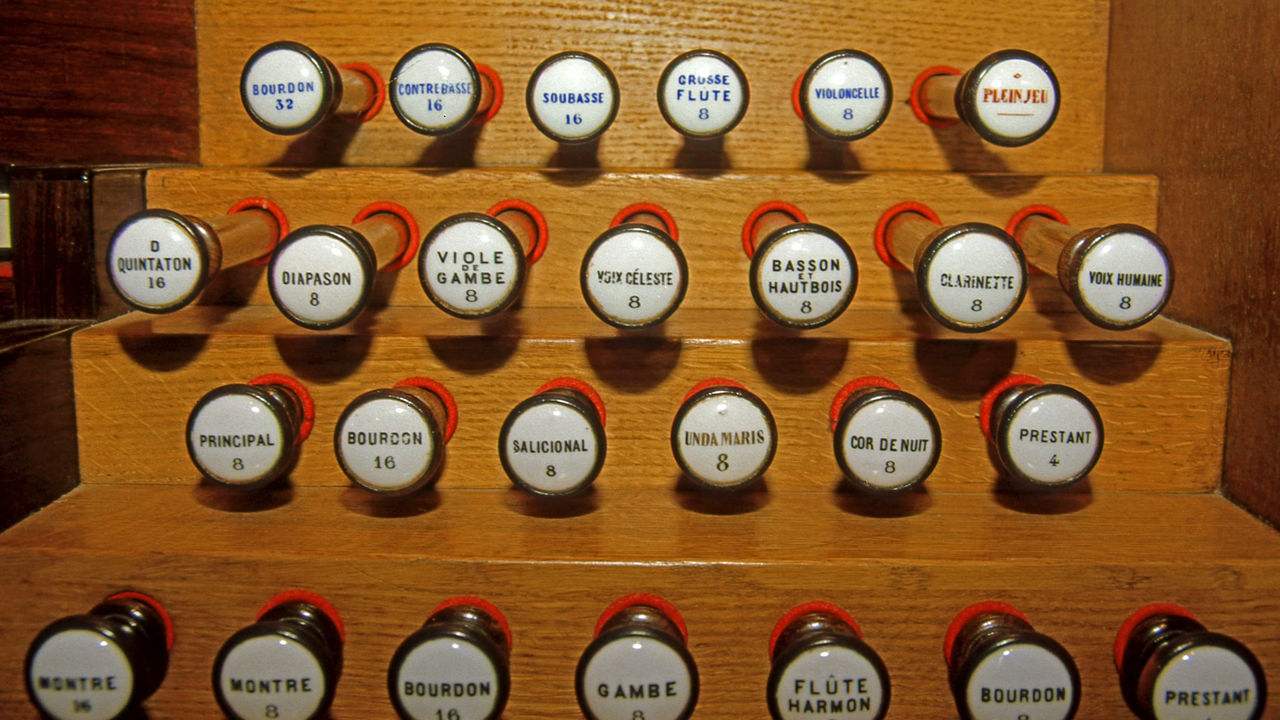 BOURDON
32
CONTREBASSE
16
SOUBASSE
16
GROSSE
FLUTE
8
VIOLONCELLE
8
PLEIN JEU
D
QUINTATON
16
DIAPASON
8
VIOLE
DE
GAMBE
8
VOIX CÉLESTE
8
BASSON
ET
HAUTBOIS
8
CLARINETTE
8
VOIX HUMAINE
8
PRINCIPAL
8
BOURDON
16
SALICIONAL
8
UNDA MARIS
8
COR DE NUIT
8
PRESTANT
4
MONTRE
16
MONTRE
8
BOURDON
16
GAMBE
8
FLÛTE
HARMON
BOURDON
8
PRESTANT